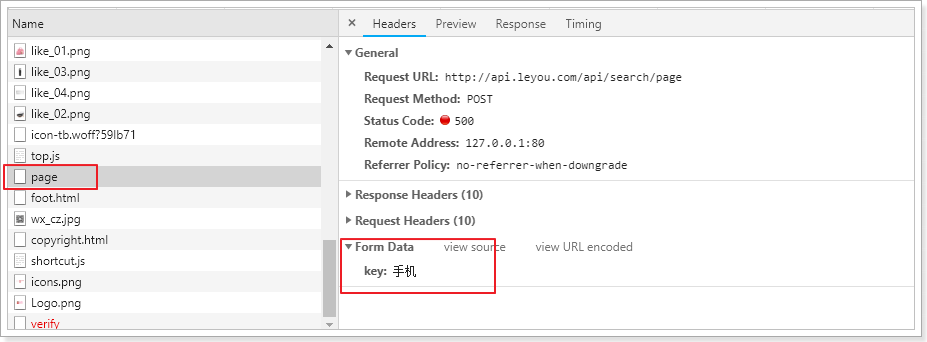 Name
like_01.png
like_03.png
like_04.png
like_02.png
icon-tb.woff?59lb71
top.js
page
foot.html
wx_cz.jpg
copyright.html
shortcut.js
icons.png
Logo.png
verify
× Headers Preview Response Timing
General
Request URL: http://api.leyou.com/api/search/page
Request Method: POST
Status Code: 500
Remote Address: 127.0.0.1:80
Referrer Policy: no-referrer-when-downgrade
Response Headers (10)
Request Headers (10)
Form Data view source view URL encoded
key: 手机